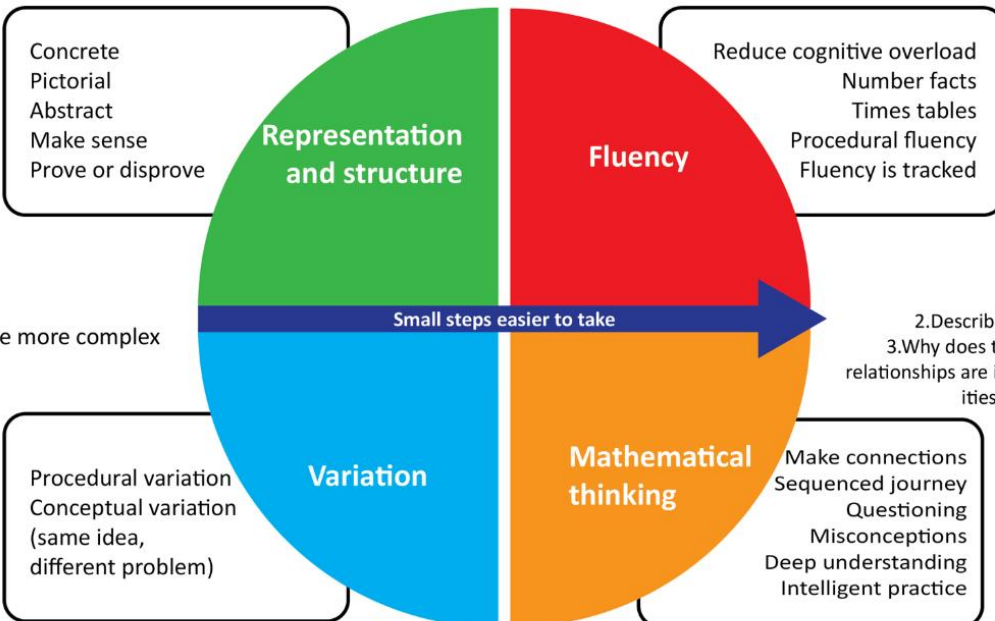 Concrete
Pictorial
Abstract
Make sense
Prove or disprove
Representation
and structure
Fluency
Reduce cognitive overload
Number facts
Times tables
Procedural fluency
Fluency is tracked
Small steps easier to take
e more complex
2.Describ
3.Why does t
relationships are i
ities
Procedural variation
Conceptual variation
(same idea,
different problem)
Variation
Mathematical
thinking
Make connections
Sequenced journey
Questioning
Misconceptions
Deep understanding
Intelligent practice